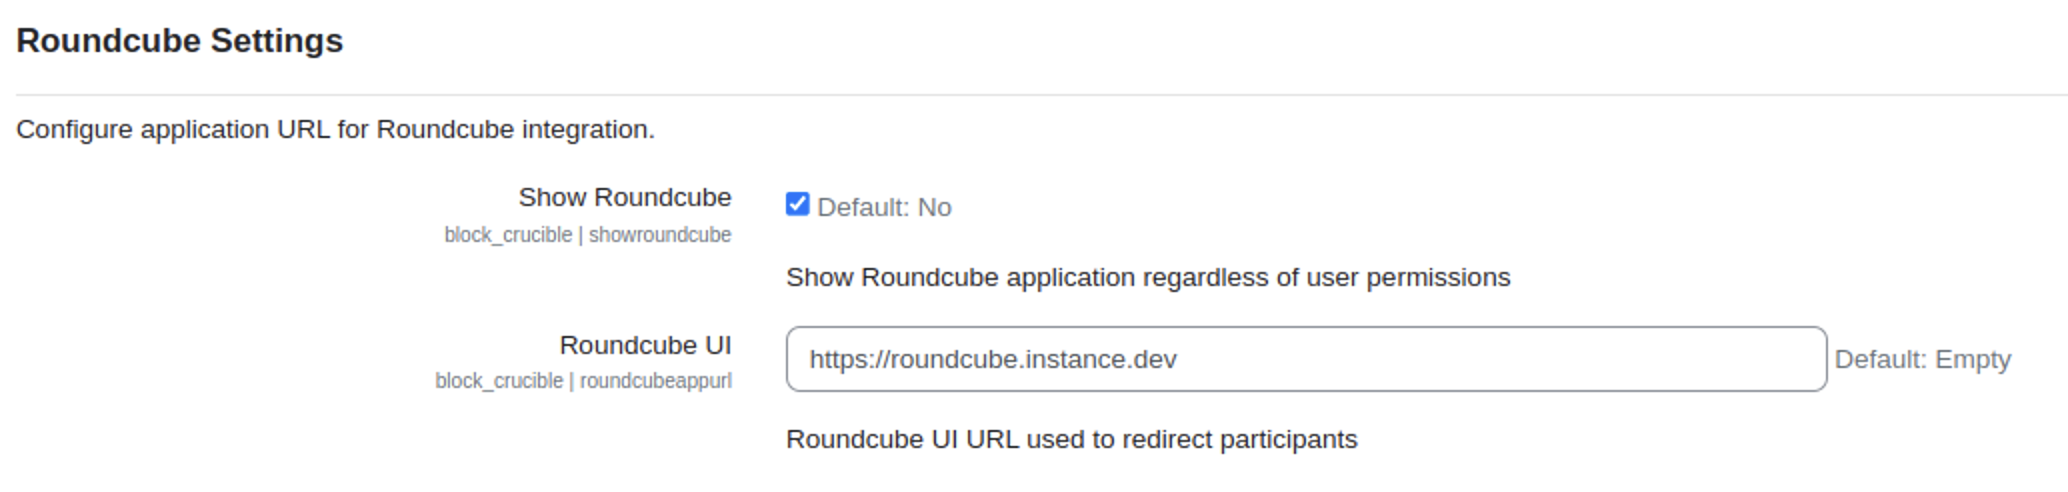 Roundcube Settings
Configure application URL for Roundcube integration.
Show Roundcube
Default: No
block_crucible | showroundcube
Show Roundcube application regardless of user permissions
Roundcube UI
https://roundcube.instance.dev
Default: Empty
block_crucible | roundcubeappurl
Roundcube UI URL used to redirect participants